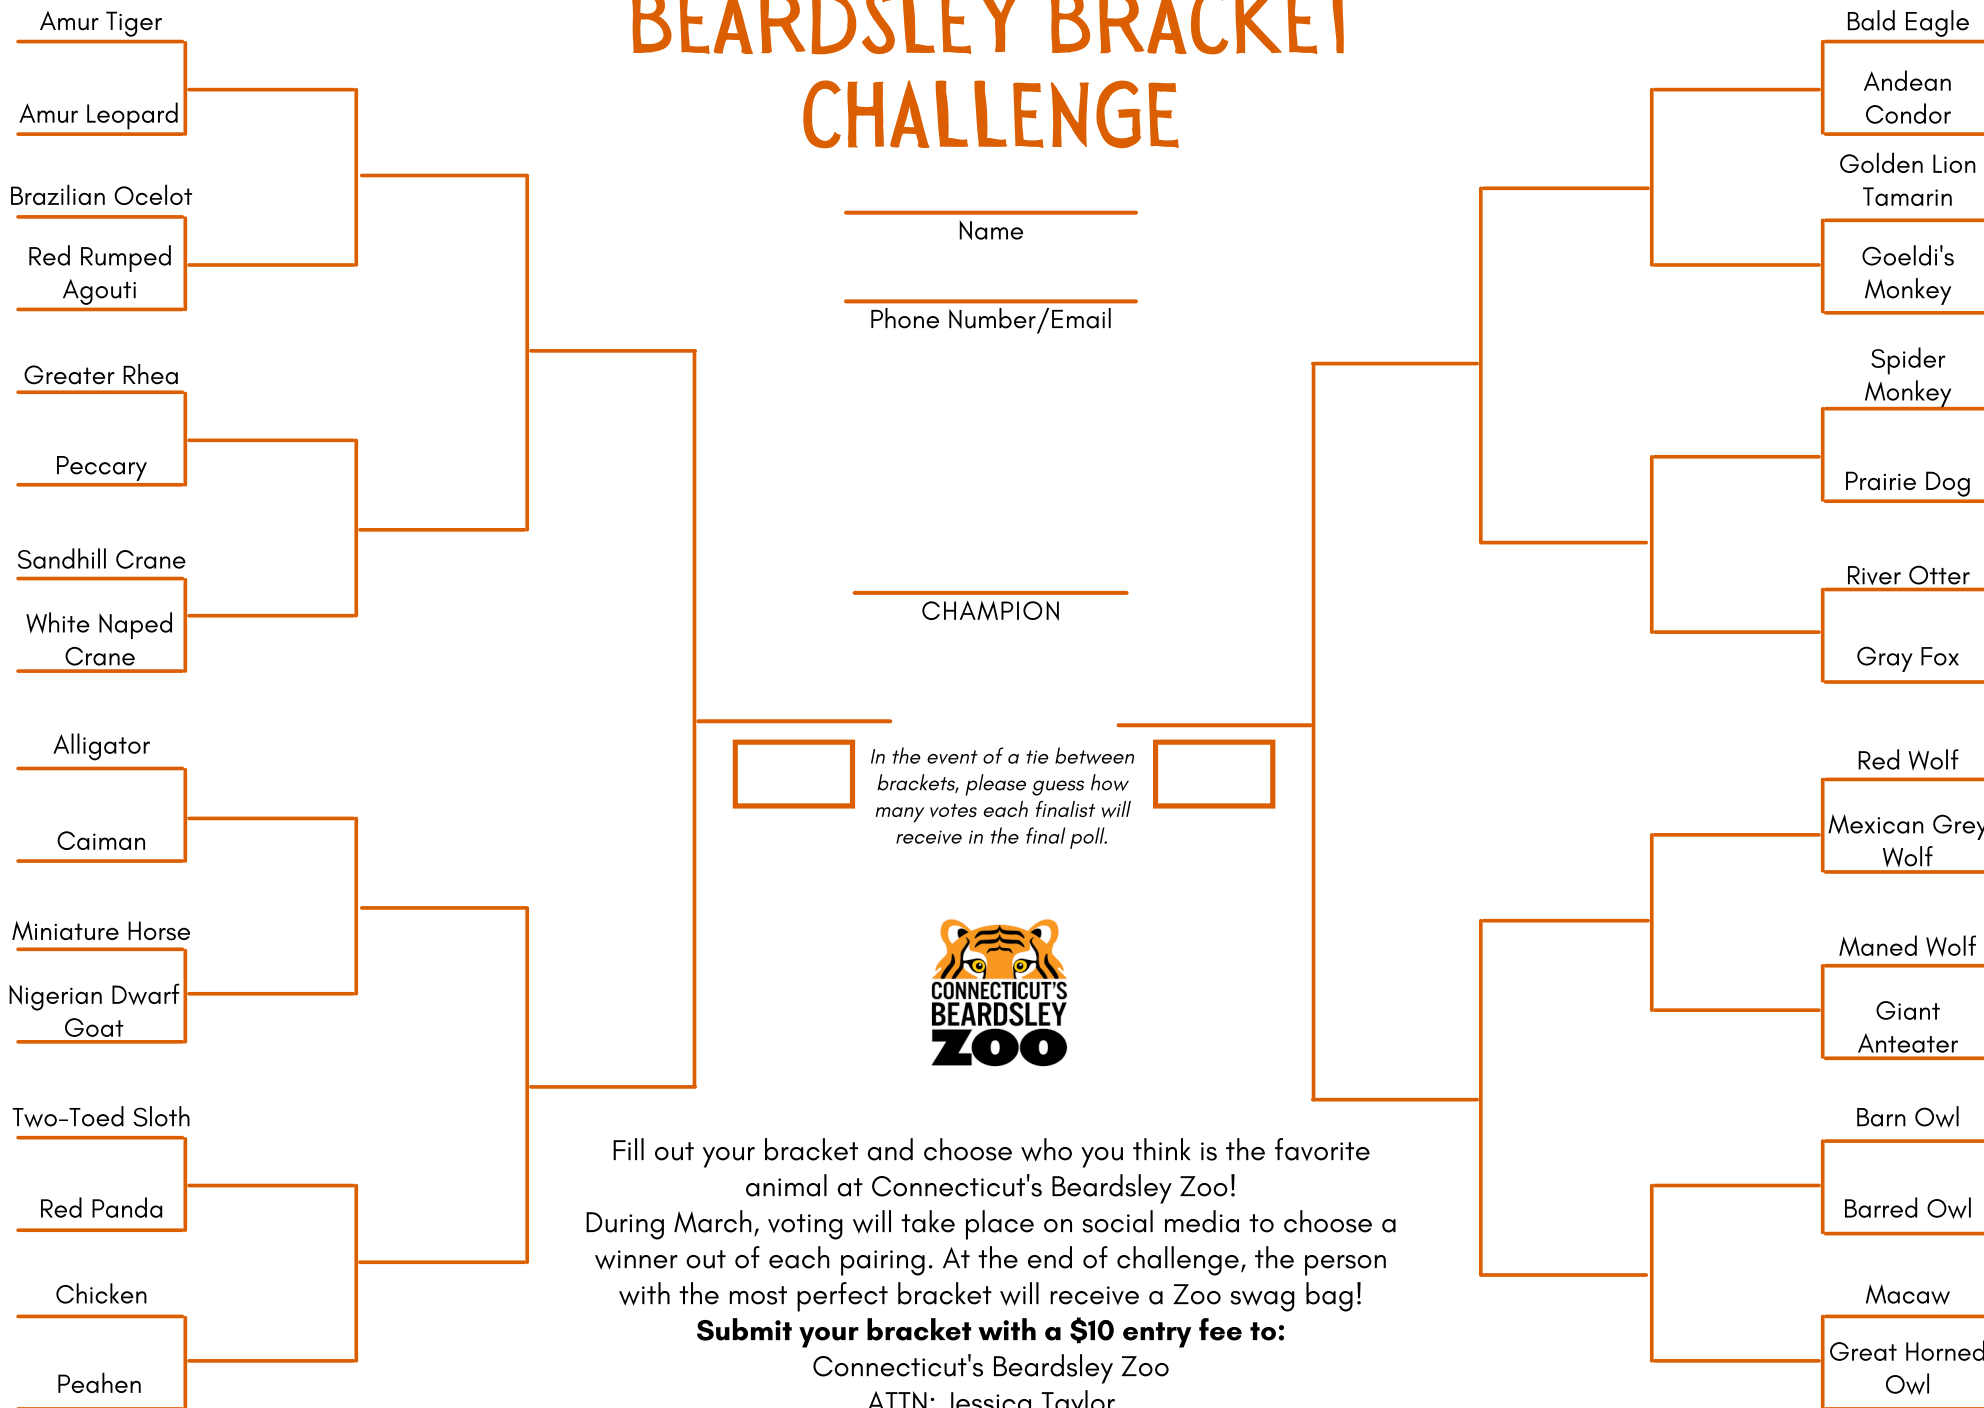 BEARDSLEY BRACKET
CHALLENGE
Name
Phone Number/Email
Amur Tiger
Amur Leopard
Brazilian Ocelot
Red Rumped
Agouti
Greater Rhea
Peccary
Sandhill Crane
White Naped
Crane
Alligator
Caiman
Miniature Horse
Nigerian Dwarf
Goat
Two-Toed Sloth
Red Panda
Chicken
Peahen
CHAMPION
In the event of a tie between
brackets, please guess how
many votes each finalist will
receive in the final poll.
CONNECTICUT'S
BEARDSLEY
ZOO
Fill out your bracket and choose who you think is the favorite
animal at Connecticut's Beardsley Zoo!
During March, voting will take place on social media to choose a
winner out of each pairing. At the end of challenge, the person
with the most perfect bracket will receive a Zoo swag bag!
Submit your bracket with a $10 entry fee to:
Connecticut's Beardsley Zoo
ATTN: Jessica Taylor
Bald Eagle
Andean
Condor
Golden Lion
Tamarin
Goeldi's
Monkey
Spider
Monkey
Prairie Dog
River Otter
Gray Fox
Red Wolf
Mexican Grey
Wolf
Maned Wolf
Giant
Anteater
Barn Owl
Barred Owl
Macaw
Great Horned
Owl